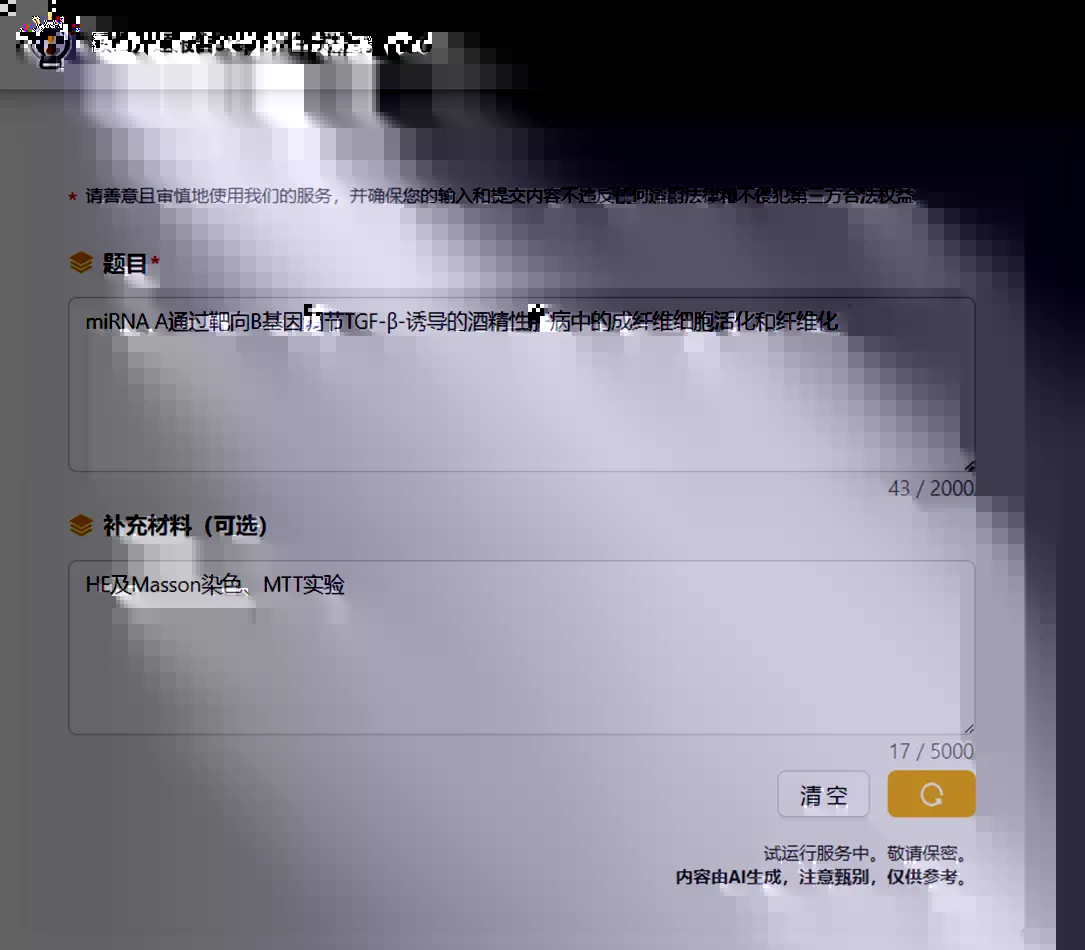 * 请善意且审慎地使用我们的服务，并确保您的输入和提交内容不违反任何适的法律和不侵犯第三方合法权益
题目*
miRNA A通过靶向B基因 节TGF-β-诱导的酒精性 病中的成纤维细胞活化和纤维化
43 / 2000
补充材料（可选）
HE及Masson染色、MTT实验
17 / 5000
清空
试运行服务中。敬请保密。
内容由AI生成，注意甄别，仅供参考。